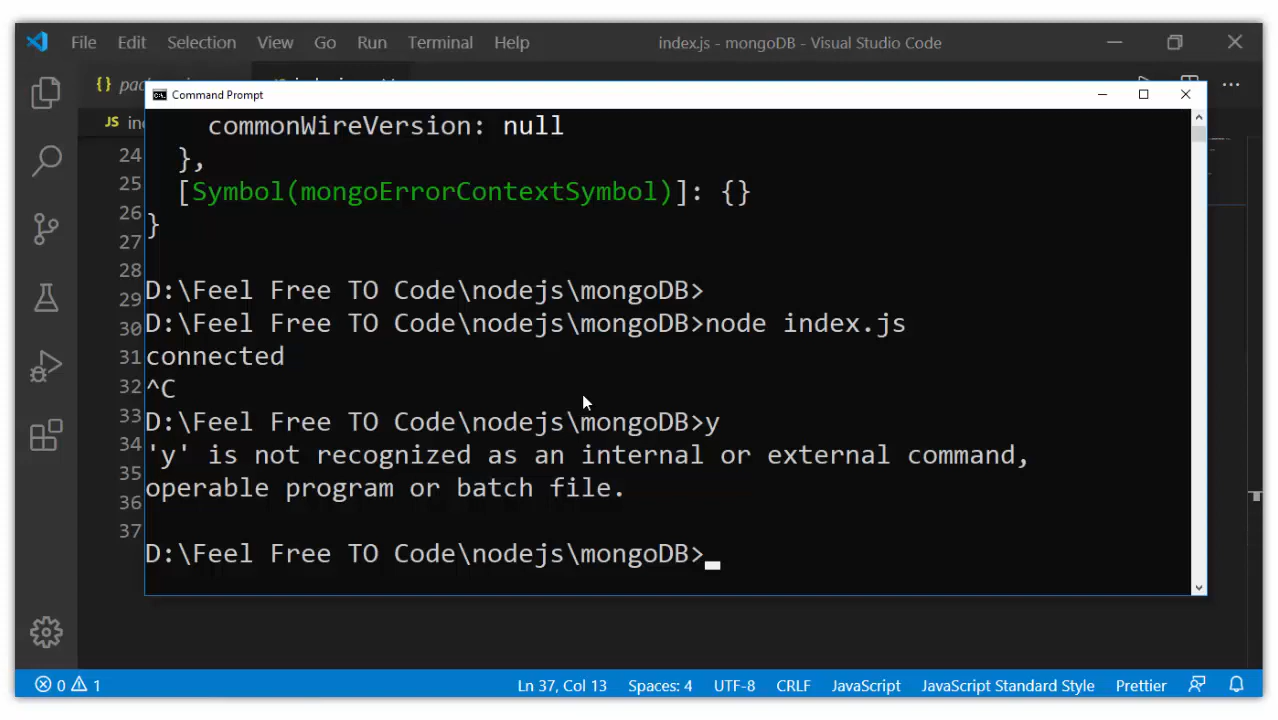 File Edit Selection View Go Run Terminal Help index.js - mongoDB - Visual Studio Code
{}
Command Prompt
JS
commonWireVersion: null
24 },
25 [Symbol(mongoErrorContextSymbol)]: {}
26 }
27
28
29 D:\Feel Free TO Code\nodejs\mongoDB>
30 D:\Feel Free TO Code\nodejs\mongoDB>node index.js
31 connected
32 ^C
33 D:\Feel Free TO Code\nodejs\mongoDB>y
34 'y' is not recognized as an internal or external command,
35 operable program or batch file.
36
37 D:\Feel Free TO Code\nodejs\mongoDB>
0 1 Ln 37, Col 13 Spaces: 4 UTF-8 CRLF JavaScript JavaScript Standard Style Prettier